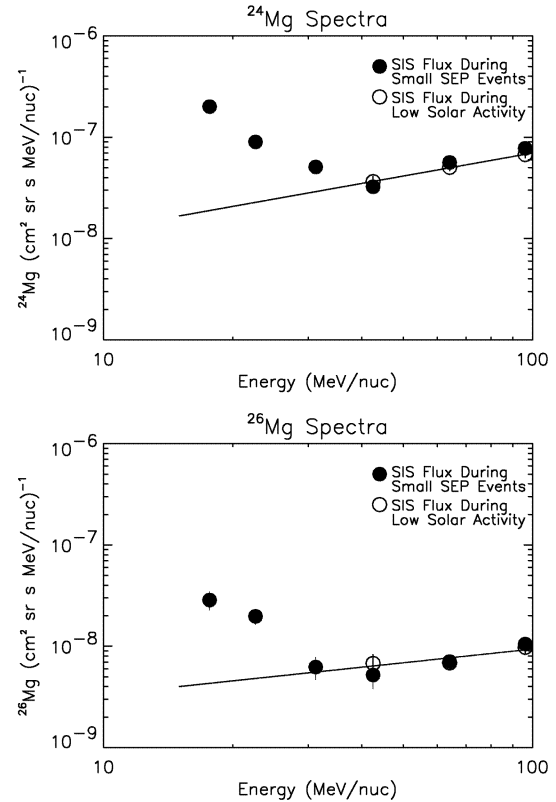 ²⁴Mg Spectra
10⁻⁶
SIS Flux During
Small SEP Events
SIS Flux During
Low Solar Activity
10⁻⁷
²⁴Mg (cm² sr s MeV/nuc)⁻¹
10⁻⁸
10⁻⁹
10 100
Energy (MeV/nuc)
²⁶Mg Spectra
10⁻⁶
SIS Flux During
Small SEP Events
SIS Flux During
Low Solar Activity
10⁻⁷
²⁶Mg (cm² sr s MeV/nuc)⁻¹
10⁻⁸
10⁻⁹
10 100
Energy (MeV/nuc)